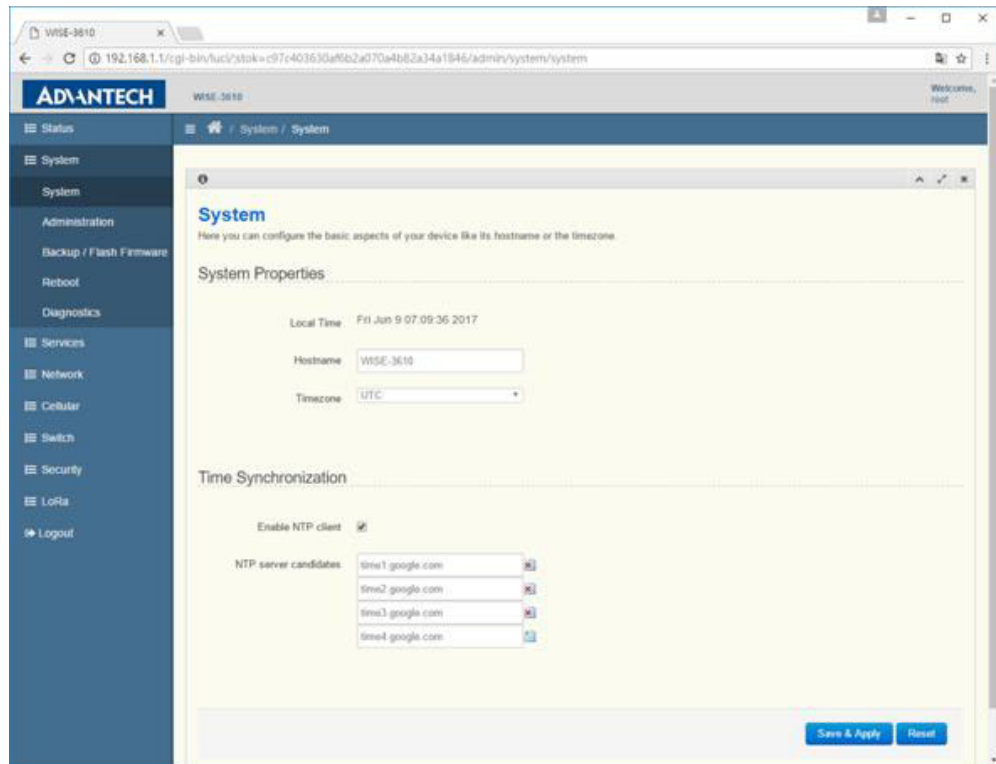 WISE-3610
192.168.1.1/cgi-bin/luci/;stok=c97c403630af6b2a070a4b82a34a1846/admin/system/system
ADVANTECH
WISE-3610
Welcome,
root
Status
/ System / System
System
System
Administration
Backup / Flash Firmware
Reboot
Diagnostics
Services
Network
Cellular
Switch
Security
LoRa
Logout
System
Here you can configure the basic aspects of your device like its hostname or the timezone.
System Properties
Local Time Fri Jun 9 07:09:36 2017
Hostname WISE-3610
Timezone UTC
Time Synchronization
Enable NTP client
NTP server candidates time1.google.com
time2.google.com
time3.google.com
time4.google.com
Save & Apply Reset